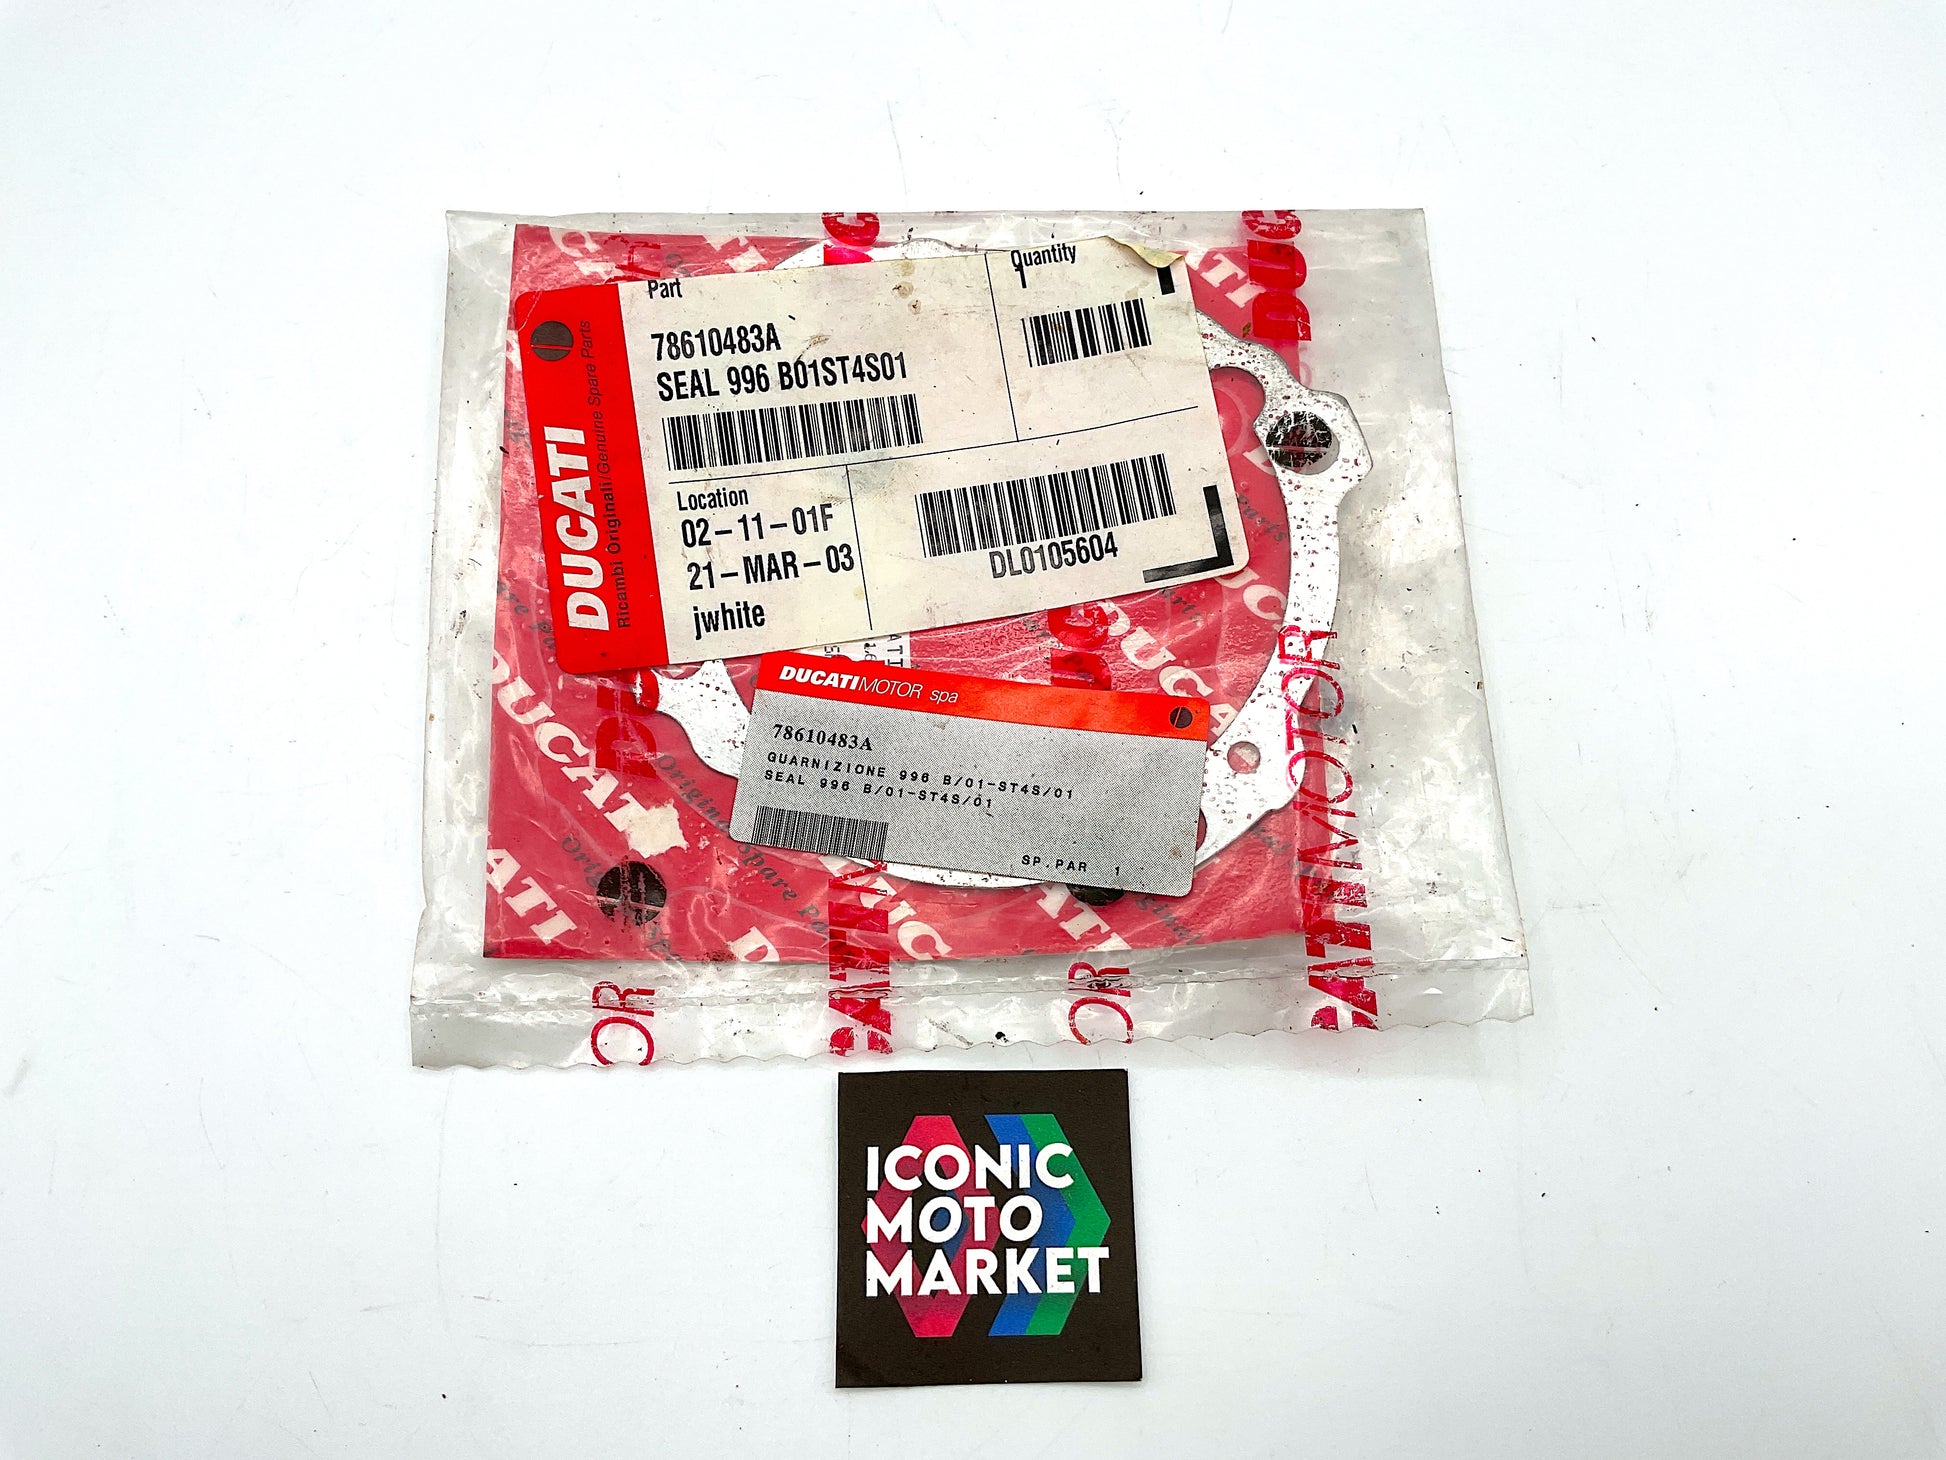 Part
Quantity
1
78610483A
SEAL 996 B01ST4S01
Location
02-11-01F
21-MAR-03
jwhite
DL0105604
DUCATI
Ricambi Originali/Genuine Spare Parts
DUCATIMOTOR spa
78610483A
GUARNIZIONE 996 B/01-ST4S/01
SEAL 996 B/01-ST4S/01
SP.PAR 1
DUCATI
DUCATI
MOTOR
ICONIC
MOTO
MARKET